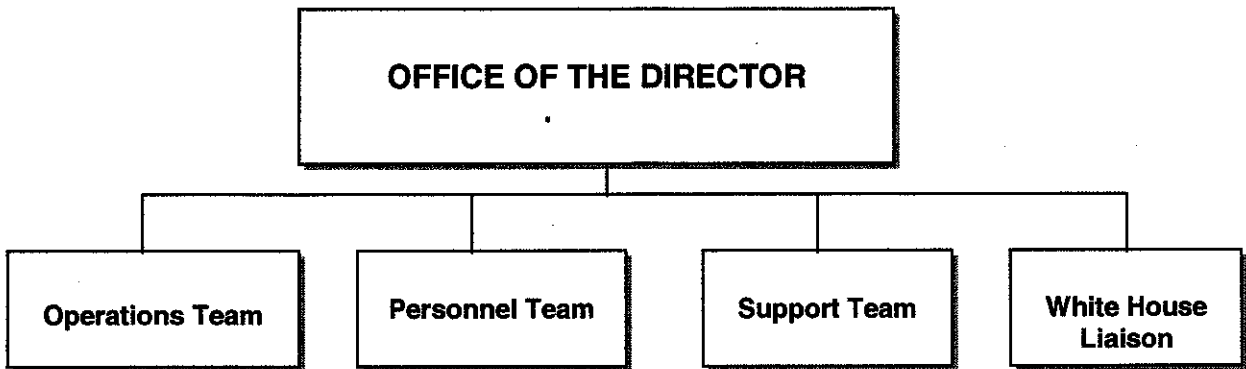 OFFICE OF THE DIRECTOR
Operations Team
Personnel Team
Support Team
White House
Liaison